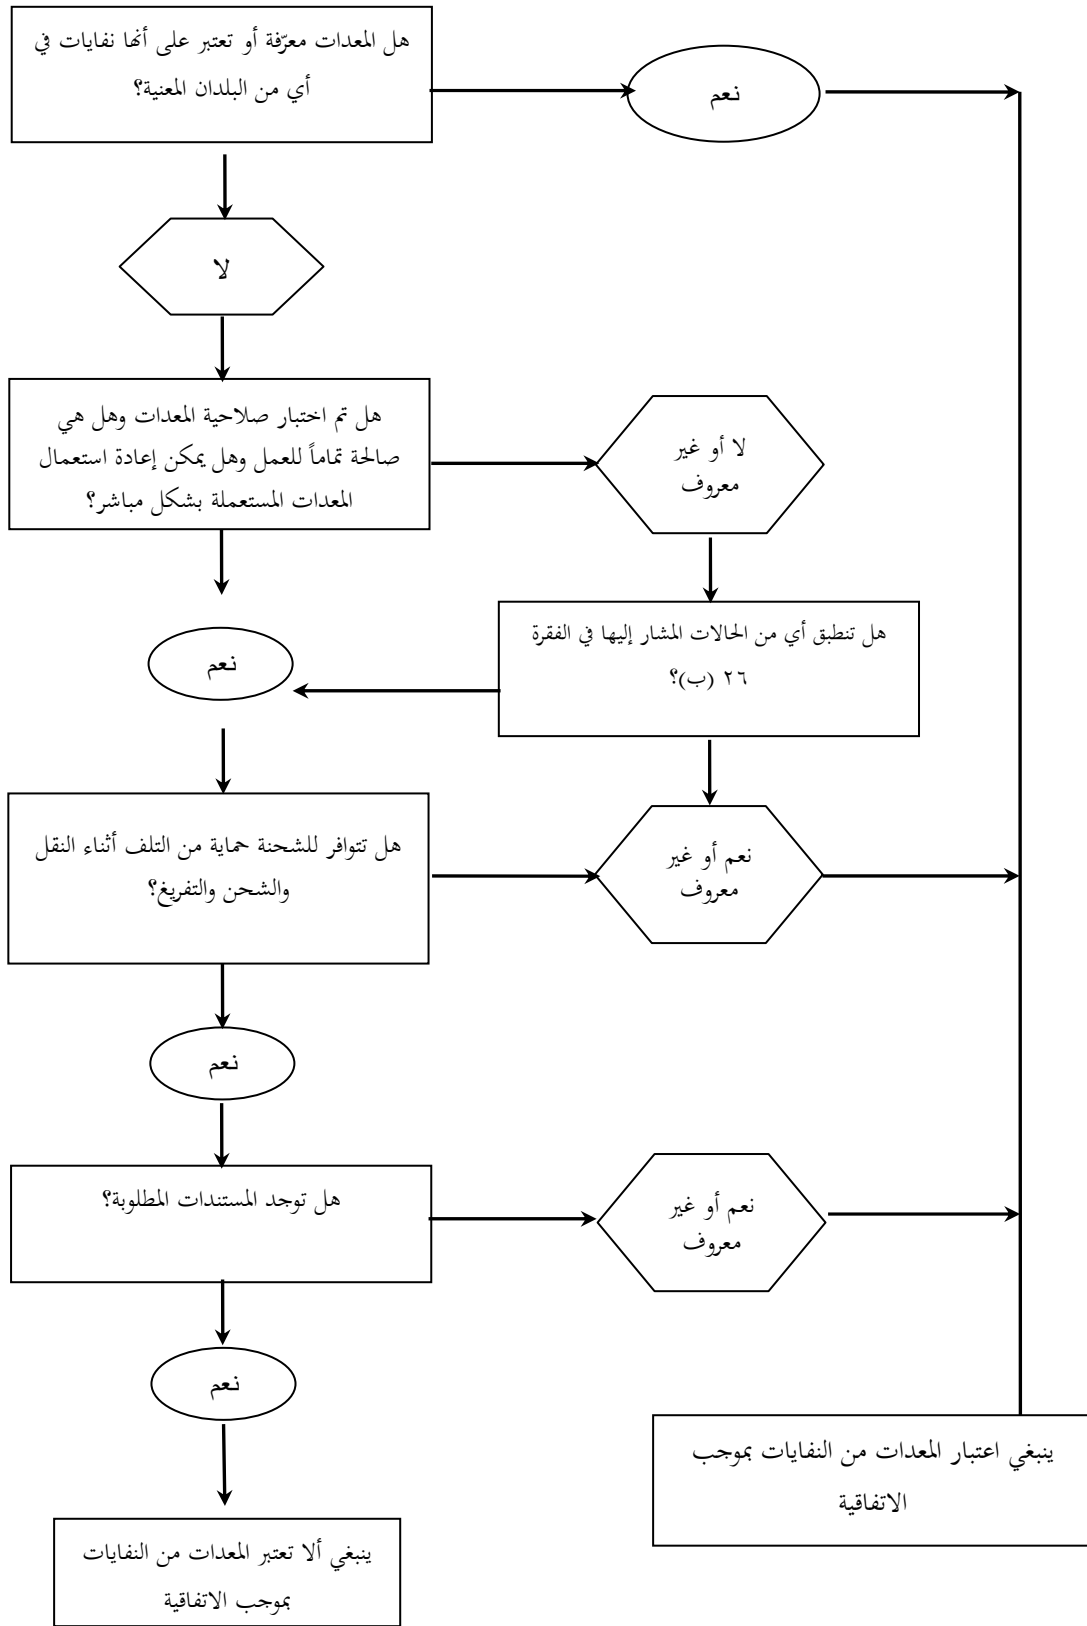 هل المعدات معرّفة أو تعتبر على أنها نفايات في
أي من البلدان المعنية؟
نعم
لا
هل تم اختبار صلاحية المعدات وهل هي
صالحة تماماً للعمل وهل يمكن إعادة استعمال
المعدات المستعملة بشكل مباشر؟
لا أو غير
معروف
هل تنطبق أي من الحالات المشار إليها في الفقرة
٢٦ (ب)؟
نعم
هل تتوافر للشحنة حماية من التلف أثناء النقل
والشحن والتفريغ؟
نعم أو غير
معروف
نعم
هل توجد المستندات المطلوبة؟
نعم أو غير
معروف
نعم
ينبغي اعتبار المعدات من النفايات بموجب
الاتفاقية
ينبغي ألا تعتبر المعدات من النفايات
بموجب الاتفاقية